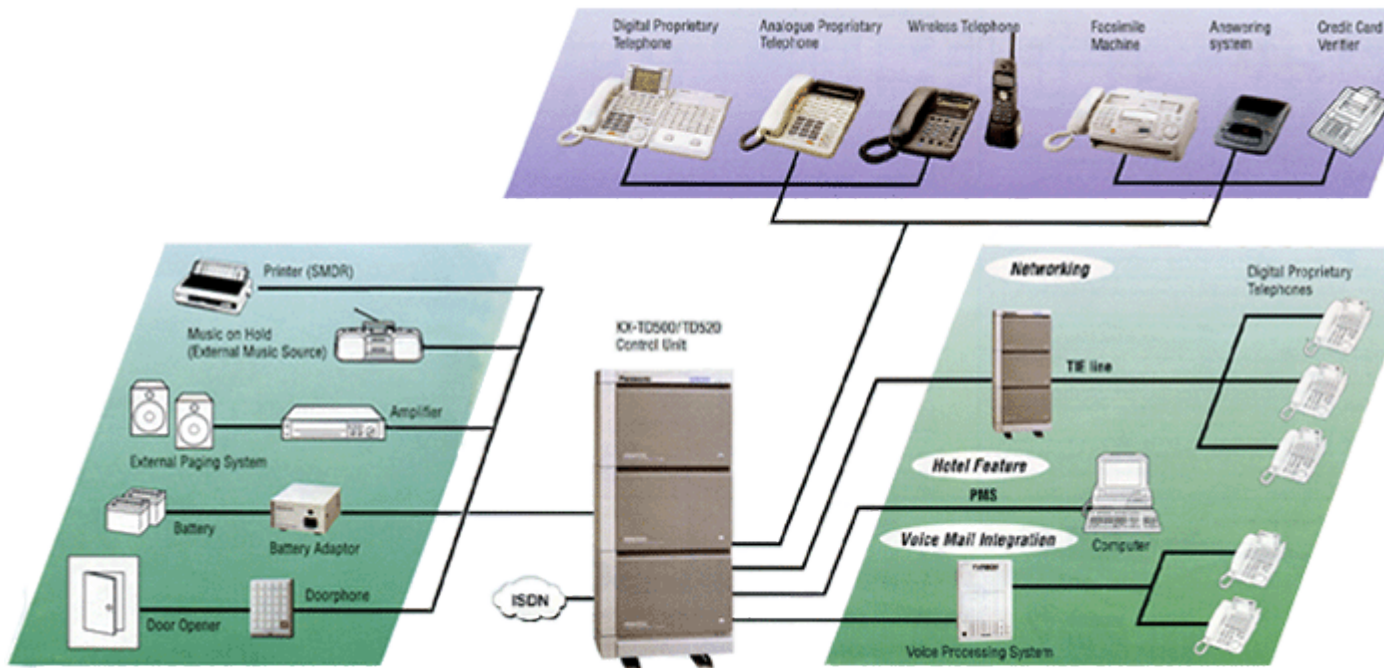 Digital Proprietary
Telephone
Analogue Proprietary
Telephone
Wireless Telephone
Facsimile
Machine
Answering
system
Credit Card
Verifier
Printer (SMDR)
Music on Hold
(External Music Source)
Amplifier
External Paging System
Battery
Battery Adaptor
Doorphone
Door Opener
KX-TD500/TD520
Control Unit
Panasonic
ISDN
Networking
Digital Proprietary
Telephones
TIE line
Hotel Feature
PMS
Computer
Voice Mail Integration
Voice Processing System